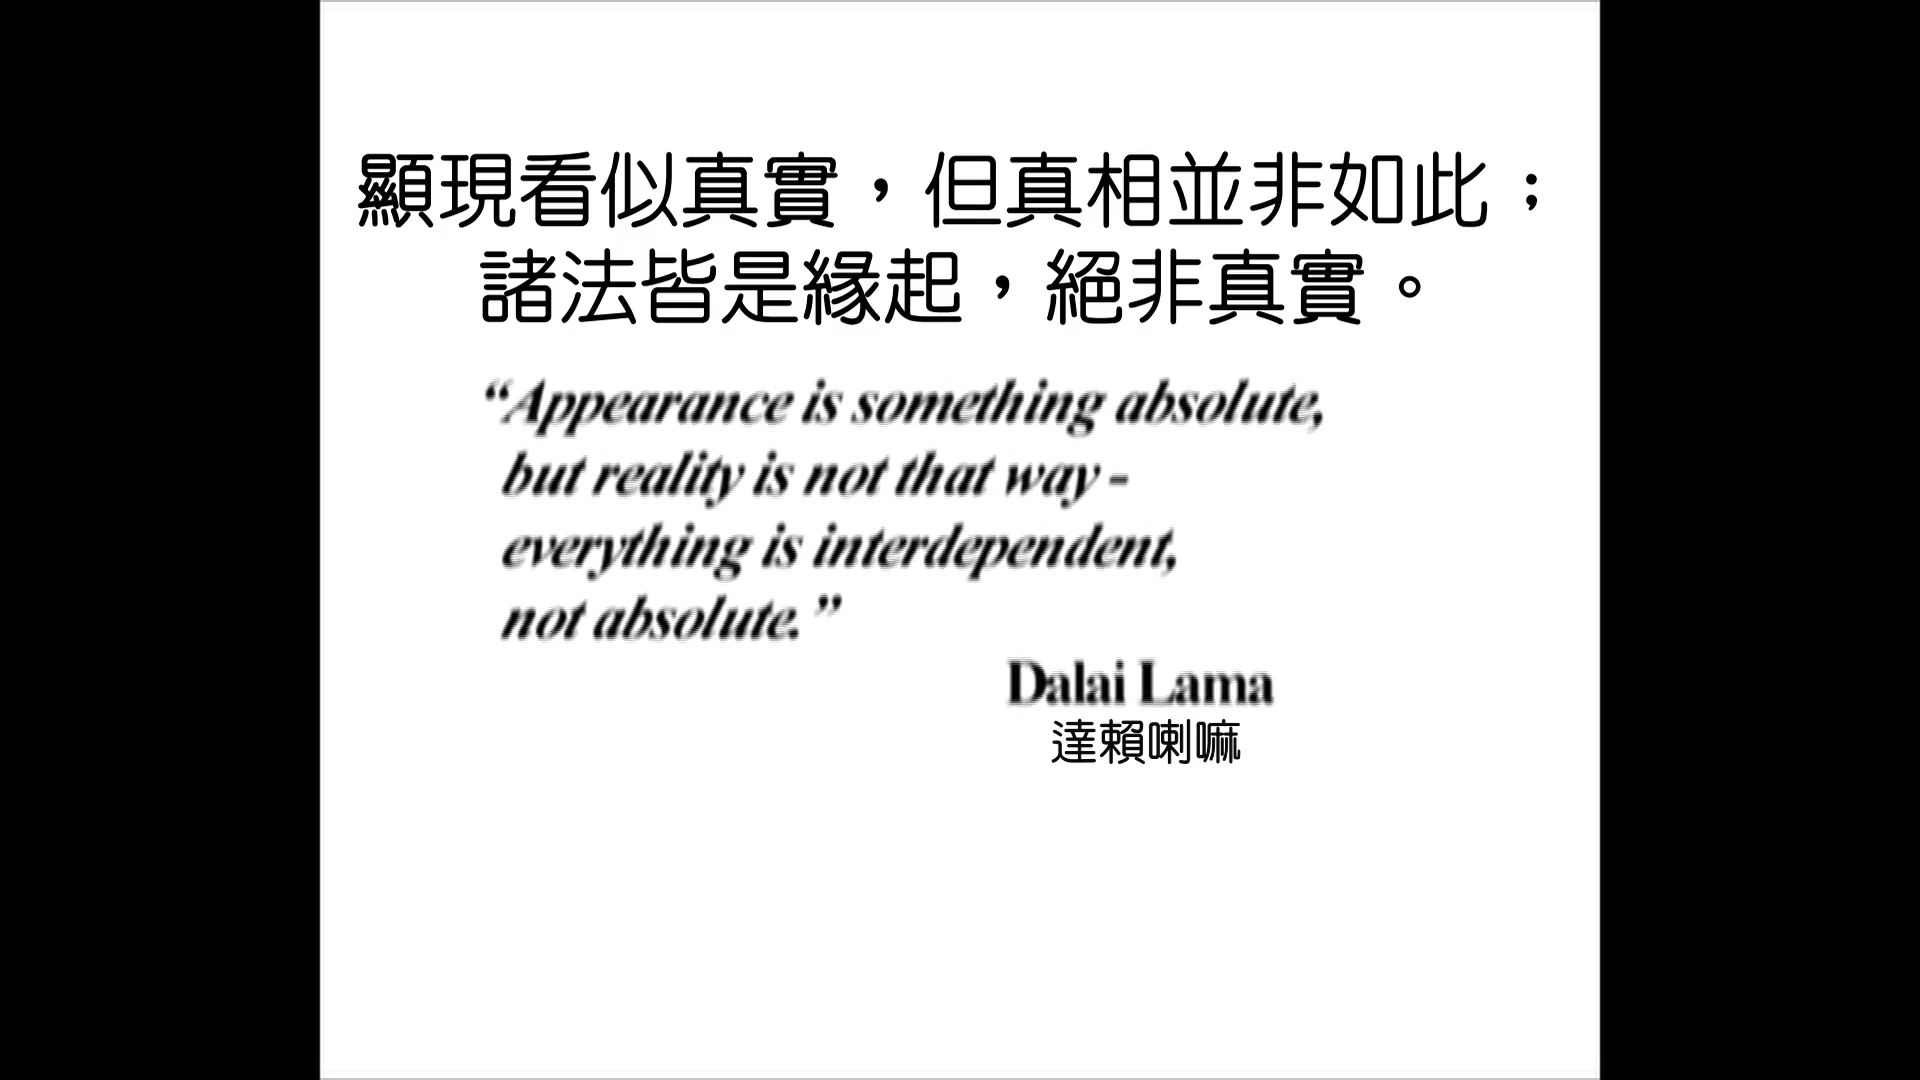 顯現看似真實，但真相並非如此；
諸法皆是緣起，絕非真實。
“Appearance is something absolute,
but reality is not that way -
everything is interdependent,
not absolute.”
Dalai Lama
達賴喇嘛